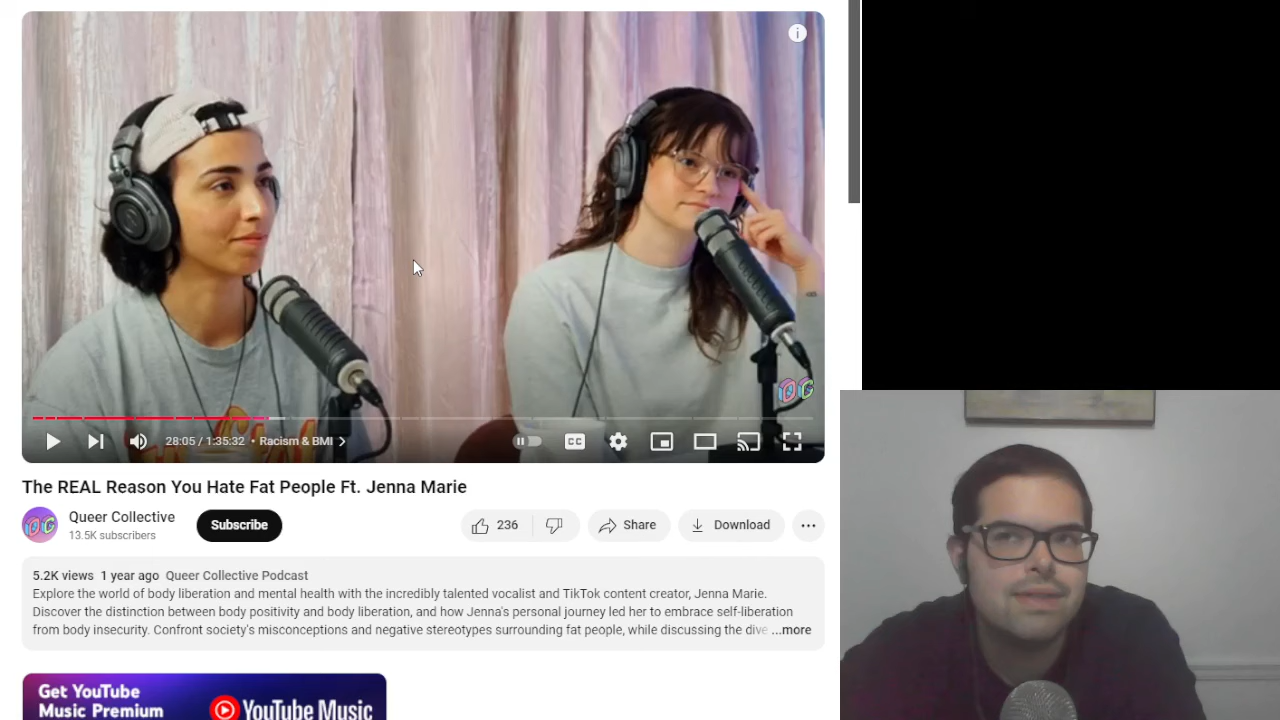 28:05 / 1:35:32 • Racism & BMI
CC
The REAL Reason You Hate Fat People Ft. Jenna Marie
Queer Collective
13.5K subscribers
Subscribe
236
Share
Download
5.2K views 1 year ago Queer Collective Podcast
Explore the world of body liberation and mental health with the incredibly talented vocalist and TikTok content creator, Jenna Marie.
Discover the distinction between body positivity and body liberation, and how Jenna's personal journey led her to embrace self-liberation
from body insecurity. Confront society's misconceptions and negative stereotypes surrounding fat people, while discussing the dive ...more
Get YouTube
Music Premium
YouTube Music